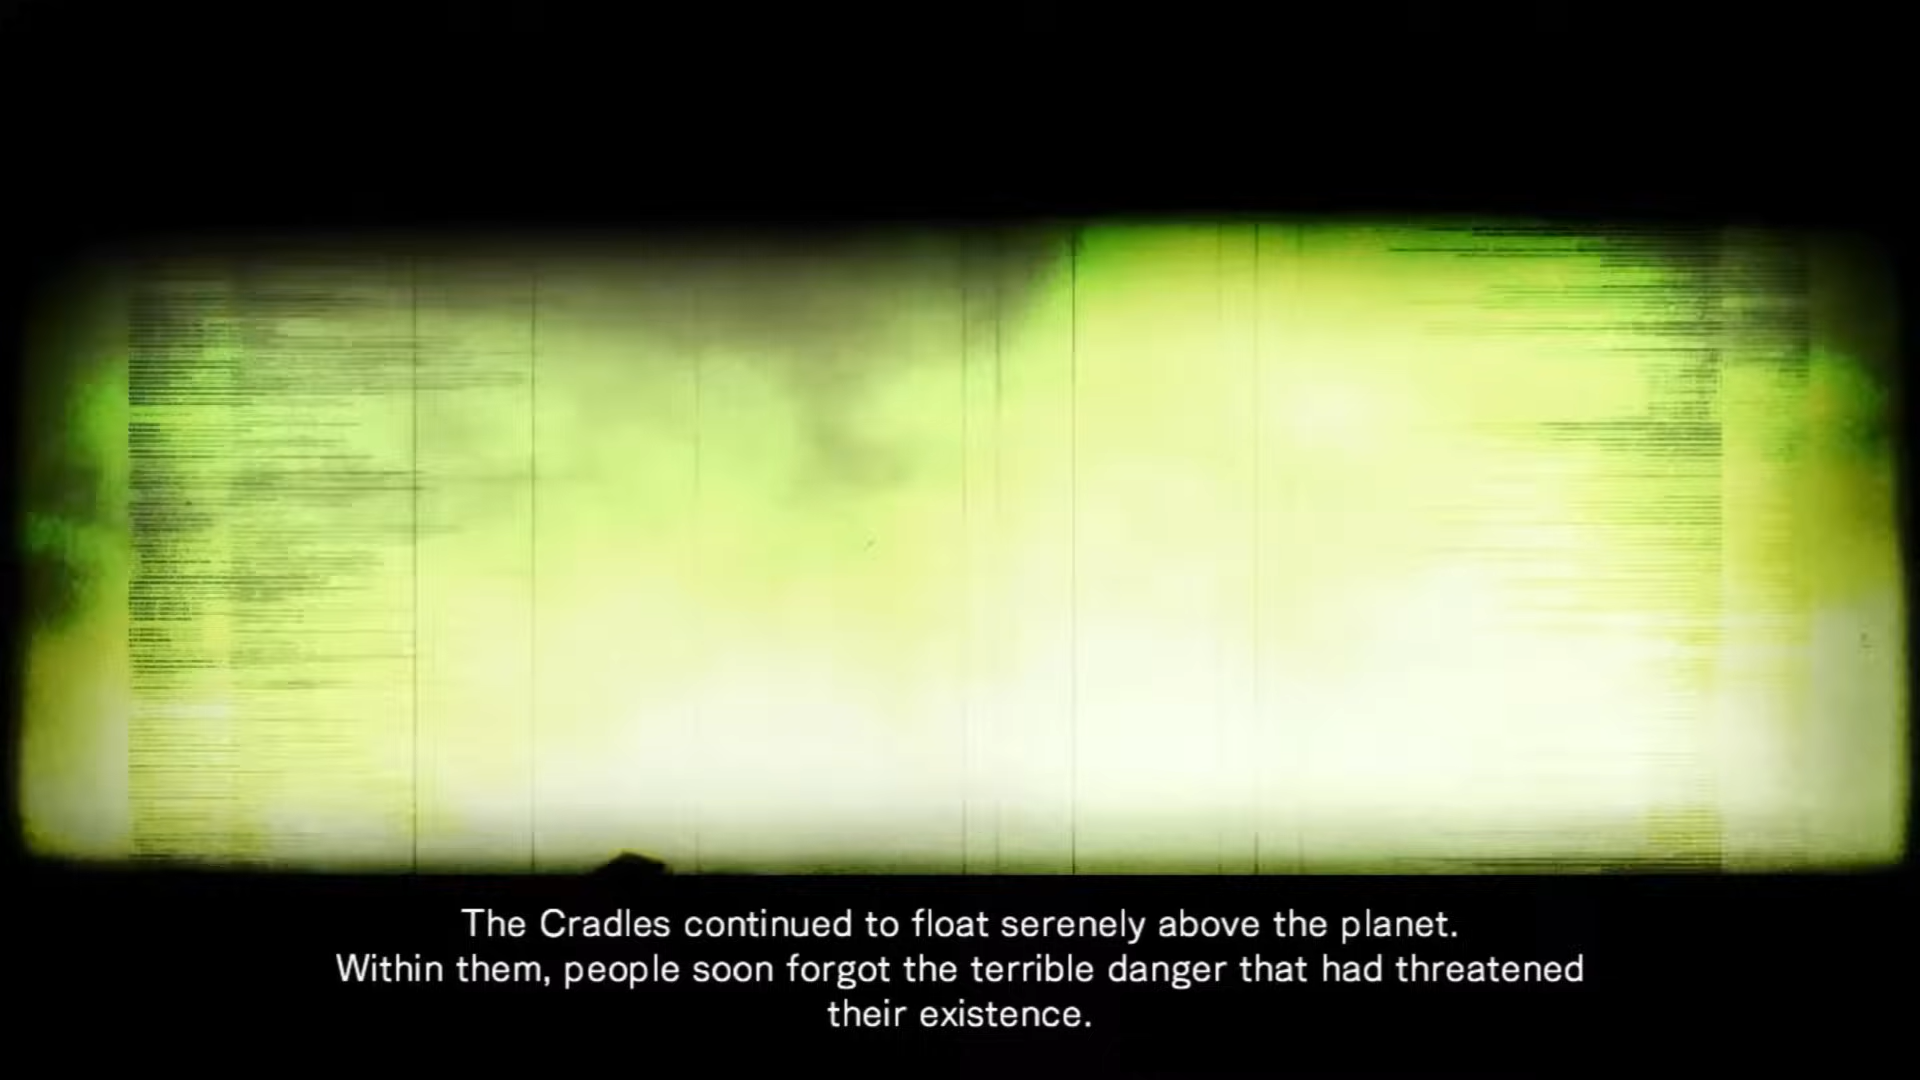 The Cradles continued to float serenely above the planet.
Within them, people soon forgot the terrible danger that had threatened
their existence.